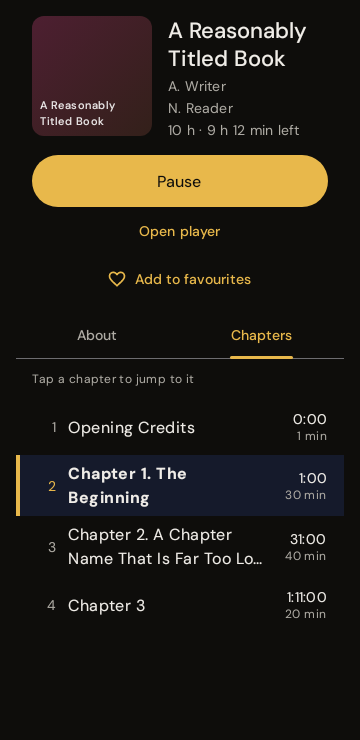 A Reasonably
Titled Book
A Reasonably
Titled Book
A. Writer
N. Reader
10 h · 9 h 12 min left
Pause
Open player
Add to favourites
About
Chapters
Tap a chapter to jump to it
1 Opening Credits 0:00
1 min
2 Chapter 1. The Beginning 1:00
30 min
3 Chapter 2. A Chapter
Name That Is Far Too Lo… 31:00
40 min
4 Chapter 3 1:11:00
20 min